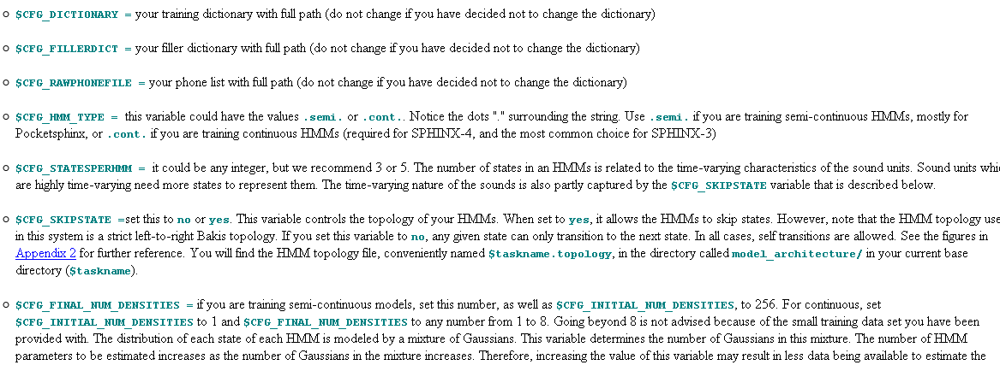 $CFG_DICTIONARY = your training dictionary with full path (do not change if you have decided not to change the dictionary)
$CFG_FILLERDICT = your filler dictionary with full path (do not change if you have decided not to change the dictionary)
$CFG_RAWPHONEFILE = your phone list with full path (do not change if you have decided not to change the dictionary)
$CFG_HMM_TYPE = this variable could have the values .semi. or .cont.. Notice the dots "." surrounding the string. Use .semi. if you are training semi-continuous HMMs, mostly for
Pocketsphinx, or .cont. if you are training continuous HMMs (required for SPHINX-4, and the most common choice for SPHINX-3)
$CFG_STATESPERHMM = it could be any integer, but we recommend 3 or 5. The number of states in an HMMs is related to the time-varying characteristics of the sound units. Sound units whi
are highly time-varying need more states to represent them. The time-varying nature of the sounds is also partly captured by the $CFG_SKIPSTATE variable that is described below.
$CFG_SKIPSTATE =set this to no or yes. This variable controls the topology of your HMMs. When set to yes, it allows the HMMs to skip states. However, note that the HMM topology use
in this system is a strict left-to-right Bakis topology. If you set this variable to no, any given state can only transition to the next state. In all cases, self transitions are allowed. See the figures in
Appendix 2 for further reference. You will find the HMM topology file, conveniently named $taskname.topology, in the directory called model_architecture/ in your current base
directory ($taskname).
$CFG_FINAL_NUM_DENSITIES = if you are training semi-continuous models, set this number, as well as $CFG_INITIAL_NUM_DENSITIES, to 256. For continuous, set
$CFG_INITIAL_NUM_DENSITIES to 1 and $CFG_FINAL_NUM_DENSITIES to any number from 1 to 8. Going beyond 8 is not advised because of the small training data set you have been
provided with. The distribution of each state of each HMM is modeled by a mixture of Gaussians. This variable determines the number of Gaussians in this mixture. The number of HMM
parameters to be estimated increases as the number of Gaussians in the mixture increases. Therefore, increasing the value of this variable may result in less data being available to estimate the